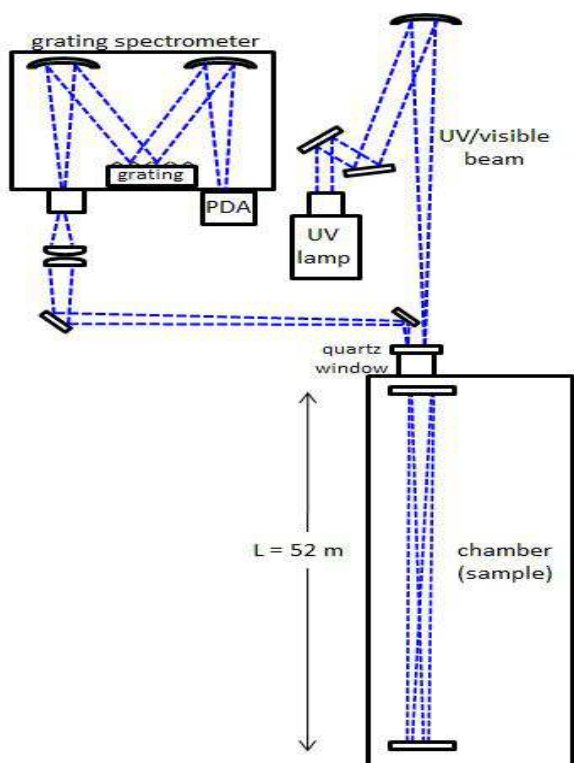 grating spectrometer
grating
PDA
UV
lamp
UV/visible
beam
quartz
window
L = 52 m
chamber
(sample)